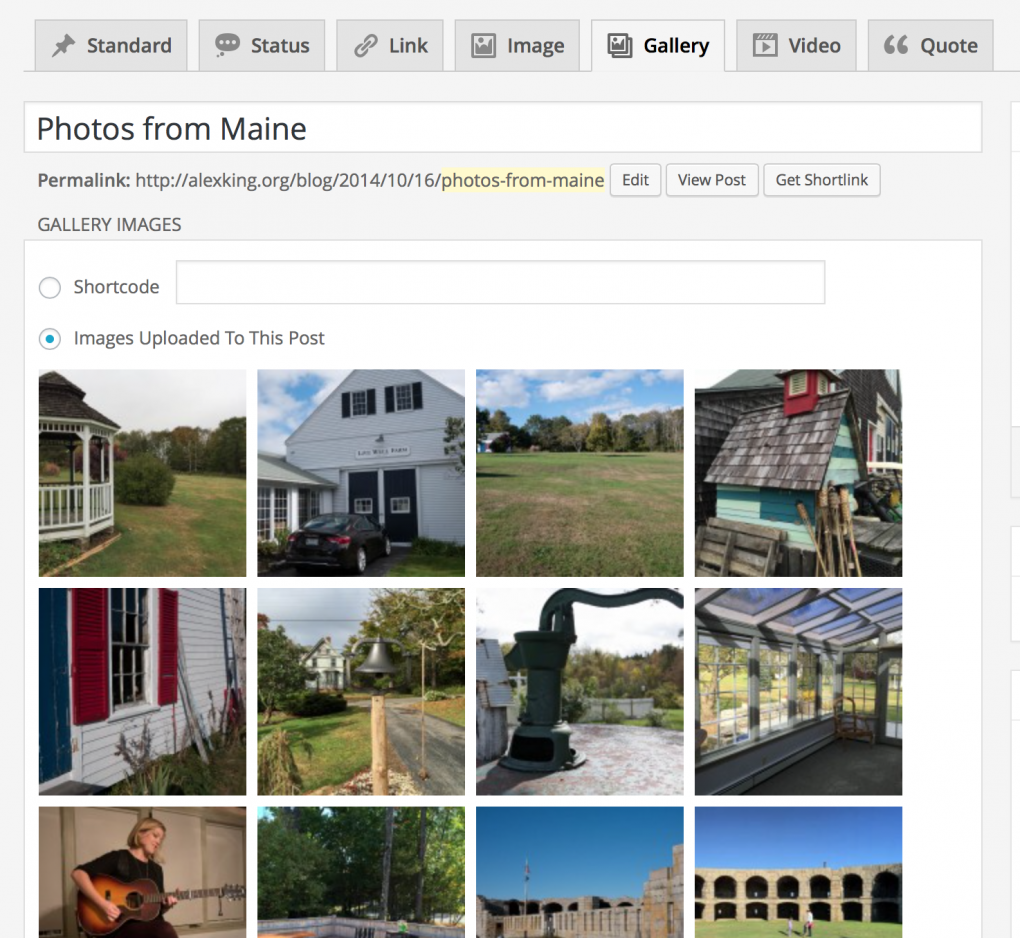 Standard Status Link Image Gallery Video Quote
Photos from Maine
Permalink: http://alexking.org/blog/2014/10/16/photos-from-maine Edit View Post Get Shortlink
GALLERY IMAGES
Shortcode
Images Uploaded To This Post